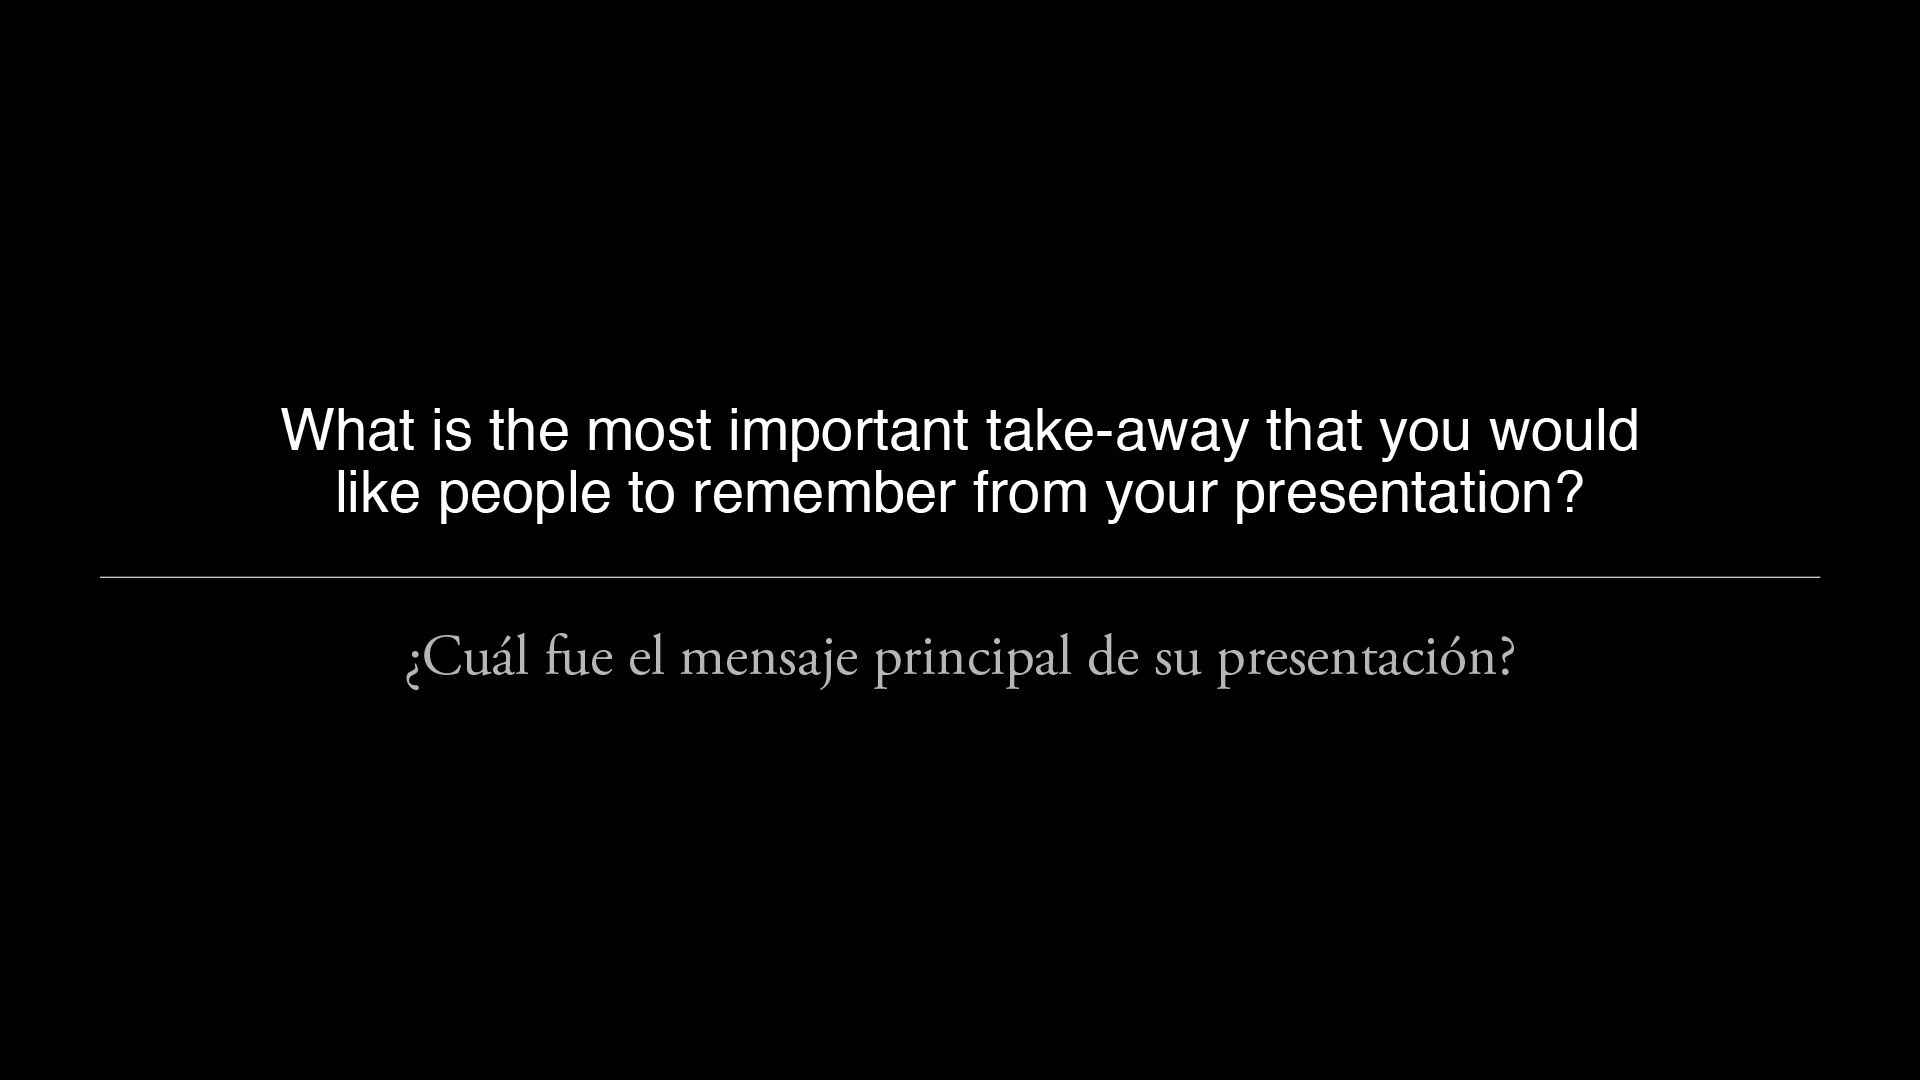 What is the most important take-away that you would
like people to remember from your presentation?
¿Cuál fue el mensaje principal de su presentación?